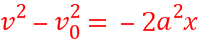 v² − v₀² = − 2a²x